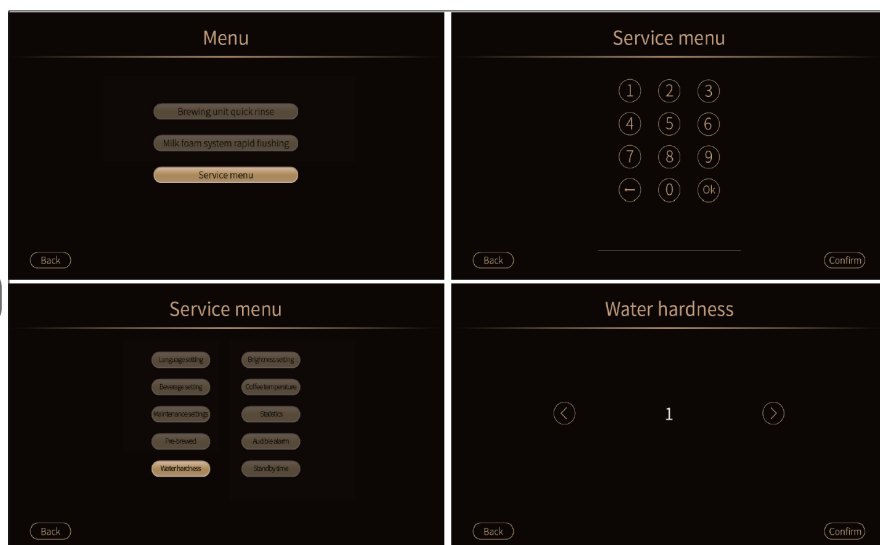 Menu
Brewing unit quick rinse
Milk foam system rapid flushing
Service menu
Back
Service menu
1 2 3
4 5 6
7 8 9
← 0 Ok
Back Confirm
Service menu
Language setting Brightness setting
Beverage setting Coffee temperature
Maintenance settings Statistics
Pre-brewed Audible alarm
Water hardness Standby time
Back
Water hardness
< 1 >
Back Confirm